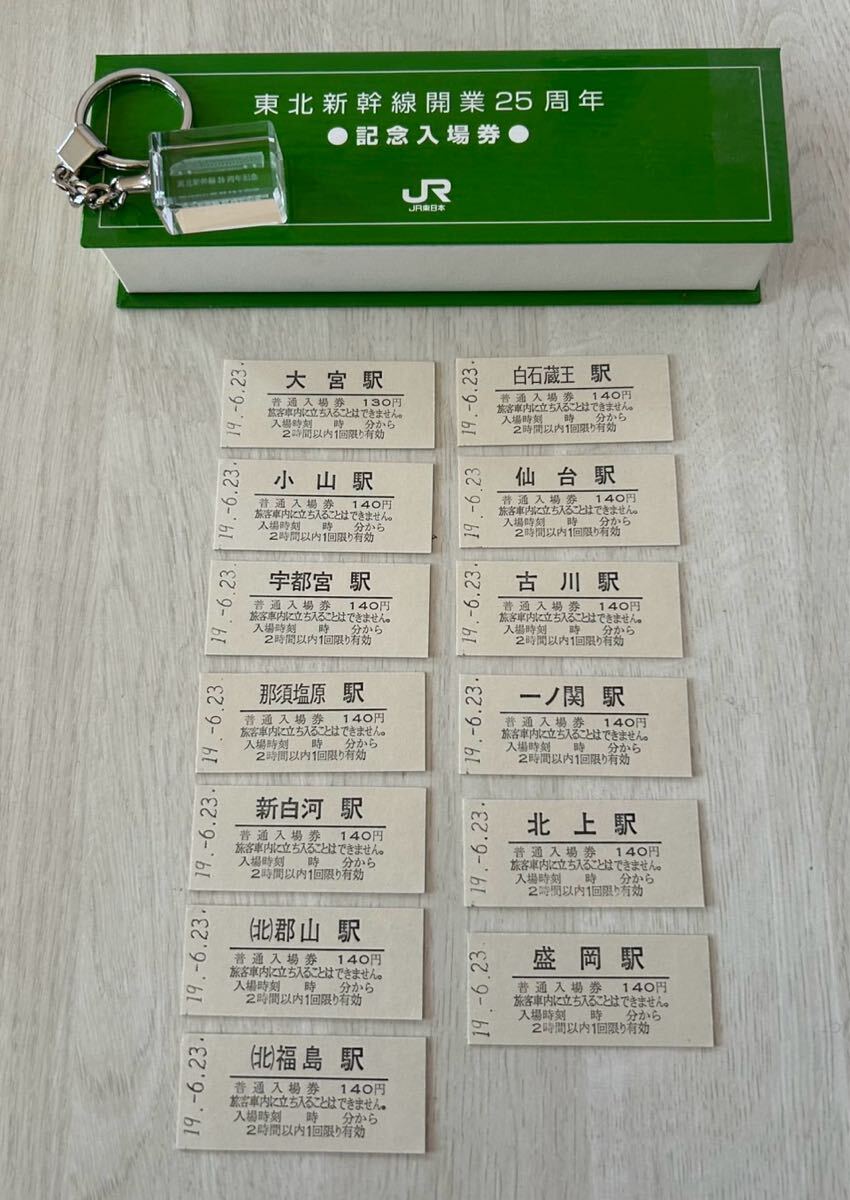 東北新幹線開業25周年
●記念入場券●
JR
JR東日本
東北新幹線25周年記念
大宮駅
普通入場券 130円
旅客車内に立ち入ることはできません。
入場時刻 時 分から
2時間以内1回限り有効
19.-6.23.
小山駅
普通入場券 140円
旅客車内に立ち入ることはできません。
入場時刻 時 分から
2時間以内1回限り有効
19.-6.23.
宇都宮駅
普通入場券 140円
旅客車内に立ち入ることはできません。
入場時刻 時 分から
2時間以内1回限り有効
19.-6.23.
那須塩原駅
普通入場券 140円
旅客車内に立ち入ることはできません。
入場時刻 時 分から
2時間以内1回限り有効
19.-6.23.
新白河駅
普通入場券 140円
旅客車内に立ち入ることはできません。
入場時刻 時 分から
2時間以内1回限り有効
19.-6.23.
(北)郡山駅
普通入場券 140円
旅客車内に立ち入ることはできません。
入場時刻 時 分から
2時間以内1回限り有効
19.-6.23.
(北)福島駅
普通入場券 140円
旅客車内に立ち入ることはできません。
入場時刻 時 分から
2時間以内1回限り有効
19.-6.23.
白石蔵王駅
普通入場券 140円
旅客車内に立ち入ることはできません。
入場時刻 時 分から
2時間以内1回限り有効
19.-6.23.
仙台駅
普通入場券 140円
旅客車内に立ち入ることはできません。
入場時刻 時 分から
2時間以内1回限り有効
19.-6.23
古川駅
普通入場券 140円
旅客車内に立ち入ることはできません。
入場時刻 時 分から
2時間以内1回限り有効
19.-6.23.
一ノ関駅
普通入場券 140円
旅客車内に立ち入ることはできません。
入場時刻 時 分から
2時間以内1回限り有効
19.-6.23.
北上駅
普通入場券 140円
旅客車内に立ち入ることはできません。
入場時刻 時 分から
2時間以内1回限り有効
19.-6.23.
盛岡駅
普通入場券 140円
旅客車内に立ち入ることはできません。
入場時刻 時 分から
2時間以内1回限り有効
19.-6.23